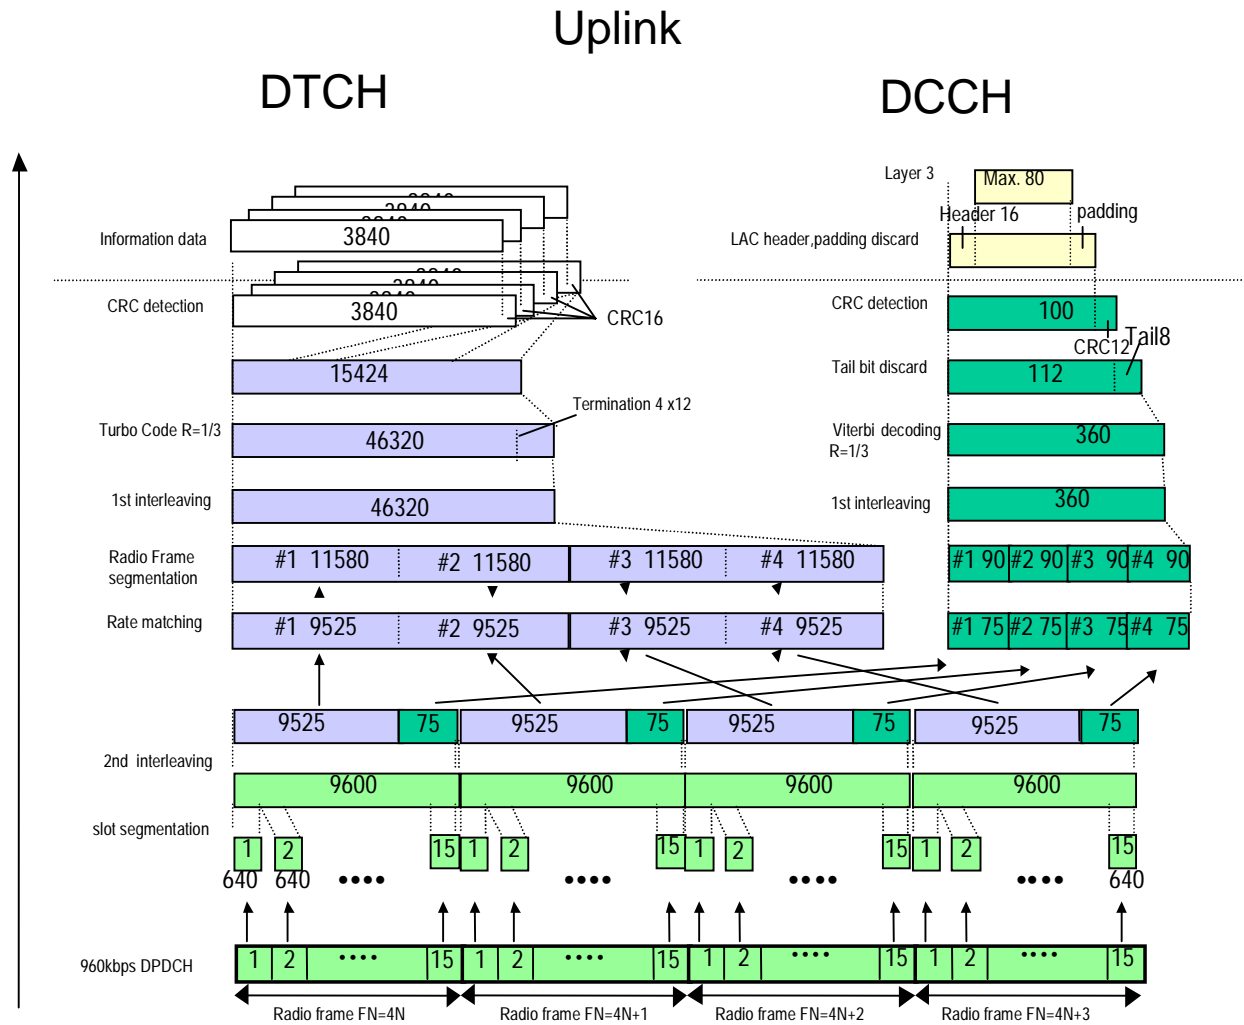 Uplink
DTCH
DCCH
Layer 3
Max. 80
Header 16
padding
3840
Information data
LAC header,padding discard
3840
CRC detection
CRC16
CRC detection
100
CRC12
Tail8
15424
Tail bit discard
112
Termination 4 x12
Turbo Code R=1/3
46320
Viterbi decoding
R=1/3
360
1st interleaving
46320
1st interleaving
360
Radio Frame
segmentation
#1 11580 #2 11580 #3 11580 #4 11580
#1 90 #2 90 #3 90 #4 90
Rate matching
#1 9525 #2 9525 #3 9525 #4 9525
#1 75 #2 75 #3 75 #4 75
9525 75 9525 75 9525 75 9525 75
2nd interleaving
9600 9600 9600 9600
slot segmentation
1 2 15 1 2 15 1 2 15 1 2 15
640 640 •••• •••• •••• •••• 640
960kbps DPDCH
1 2 •••• 15 1 2 •••• 15 1 2 •••• 15 1 2 •••• 15
Radio frame FN=4N Radio frame FN=4N+1 Radio frame FN=4N+2 Radio frame FN=4N+3